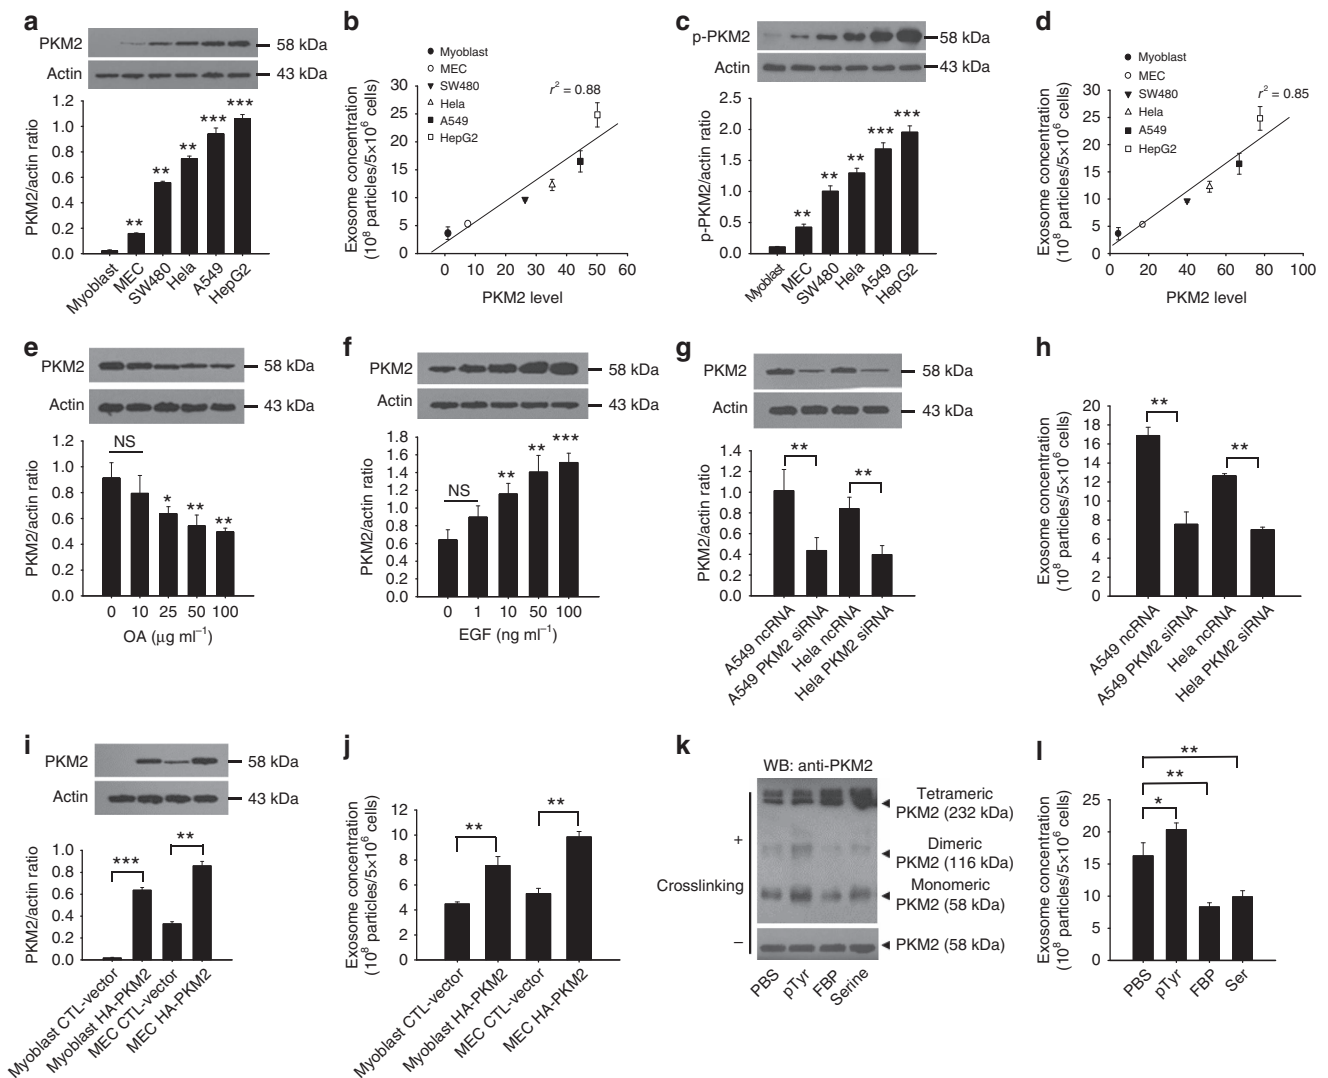 a
PKM2
58 kDa
Actin
43 kDa
PKM2/actin ratio
1.2
1.0
0.8
0.6
0.4
0.2
0.0
**
**
**
***
***
Myoblast
MEC
SW480
Hela
A549
HepG2
b
Myoblast
MEC
SW480
Hela
A549
HepG2
r² = 0.88
Exosome concentration
(10⁸ particles/5×10⁶ cells)
30
25
20
15
10
5
0
0 10 20 30 40 50 60
PKM2 level
c
p-PKM2
58 kDa
Actin
43 kDa
p-PKM2/actin ratio
2.5
2.0
1.5
1.0
0.5
0.0
**
**
**
***
***
Myoblast
MEC
SW480
Hela
A549
HepG2
d
Myoblast
MEC
SW480
Hela
A549
HepG2
r² = 0.85
Exosome concentration
(10⁸ particles/5×10⁶ cells)
30
25
20
15
10
5
0
0 20 40 60 80 100
PKM2 level
e
PKM2
58 kDa
Actin
43 kDa
PKM2/actin ratio
1.2
1.0
0.8
0.6
0.4
0.2
0.0
NS
*
**
**
0 10 25 50 100
OA (μg ml⁻¹)
f
PKM2
58 kDa
Actin
43 kDa
PKM2/actin ratio
1.8
1.6
1.4
1.2
1.0
0.8
0.6
0.4
0.2
0.0
NS
**
**
***
0 1 10 50 100
EGF (ng ml⁻¹)
g
PKM2
58 kDa
Actin
43 kDa
PKM2/actin ratio
1.4
1.2
1.0
0.8
0.6
0.4
0.2
0.0
**
**
A549 ncRNA
A549 PKM2 siRNA
Hela ncRNA
Hela PKM2 siRNA
h
Exosome concentration
(10⁸ particles/5×10⁶ cells)
20
18
16
14
12
10
8
6
4
2
0
**
**
A549 ncRNA
A549 PKM2 siRNA
Hela ncRNA
Hela PKM2 siRNA
i
PKM2
58 kDa
Actin
43 kDa
PKM2/actin ratio
1.0
0.8
0.6
0.4
0.2
0.0
***
**
Myoblast CTL-vector
Myoblast HA-PKM2
MEC CTL-vector
MEC HA-PKM2
j
Exosome concentration
(10⁸ particles/5×10⁶ cells)
12
10
8
6
4
2
0
**
**
Myoblast CTL-vector
Myoblast HA-PKM2
MEC CTL-vector
MEC HA-PKM2
k
WB: anti-PKM2
Tetrameric
PKM2 (232 kDa)
+
Dimeric
PKM2 (116 kDa)
Crosslinking
Monomeric
PKM2 (58 kDa)
–
PKM2 (58 kDa)
PBS
pTyr
FBP
Serine
l
Exosome concentration
(10⁸ particles/5×10⁶ cells)
25
20
15
10
5
0
**
**
*
PBS
pTyr
FBP
Ser